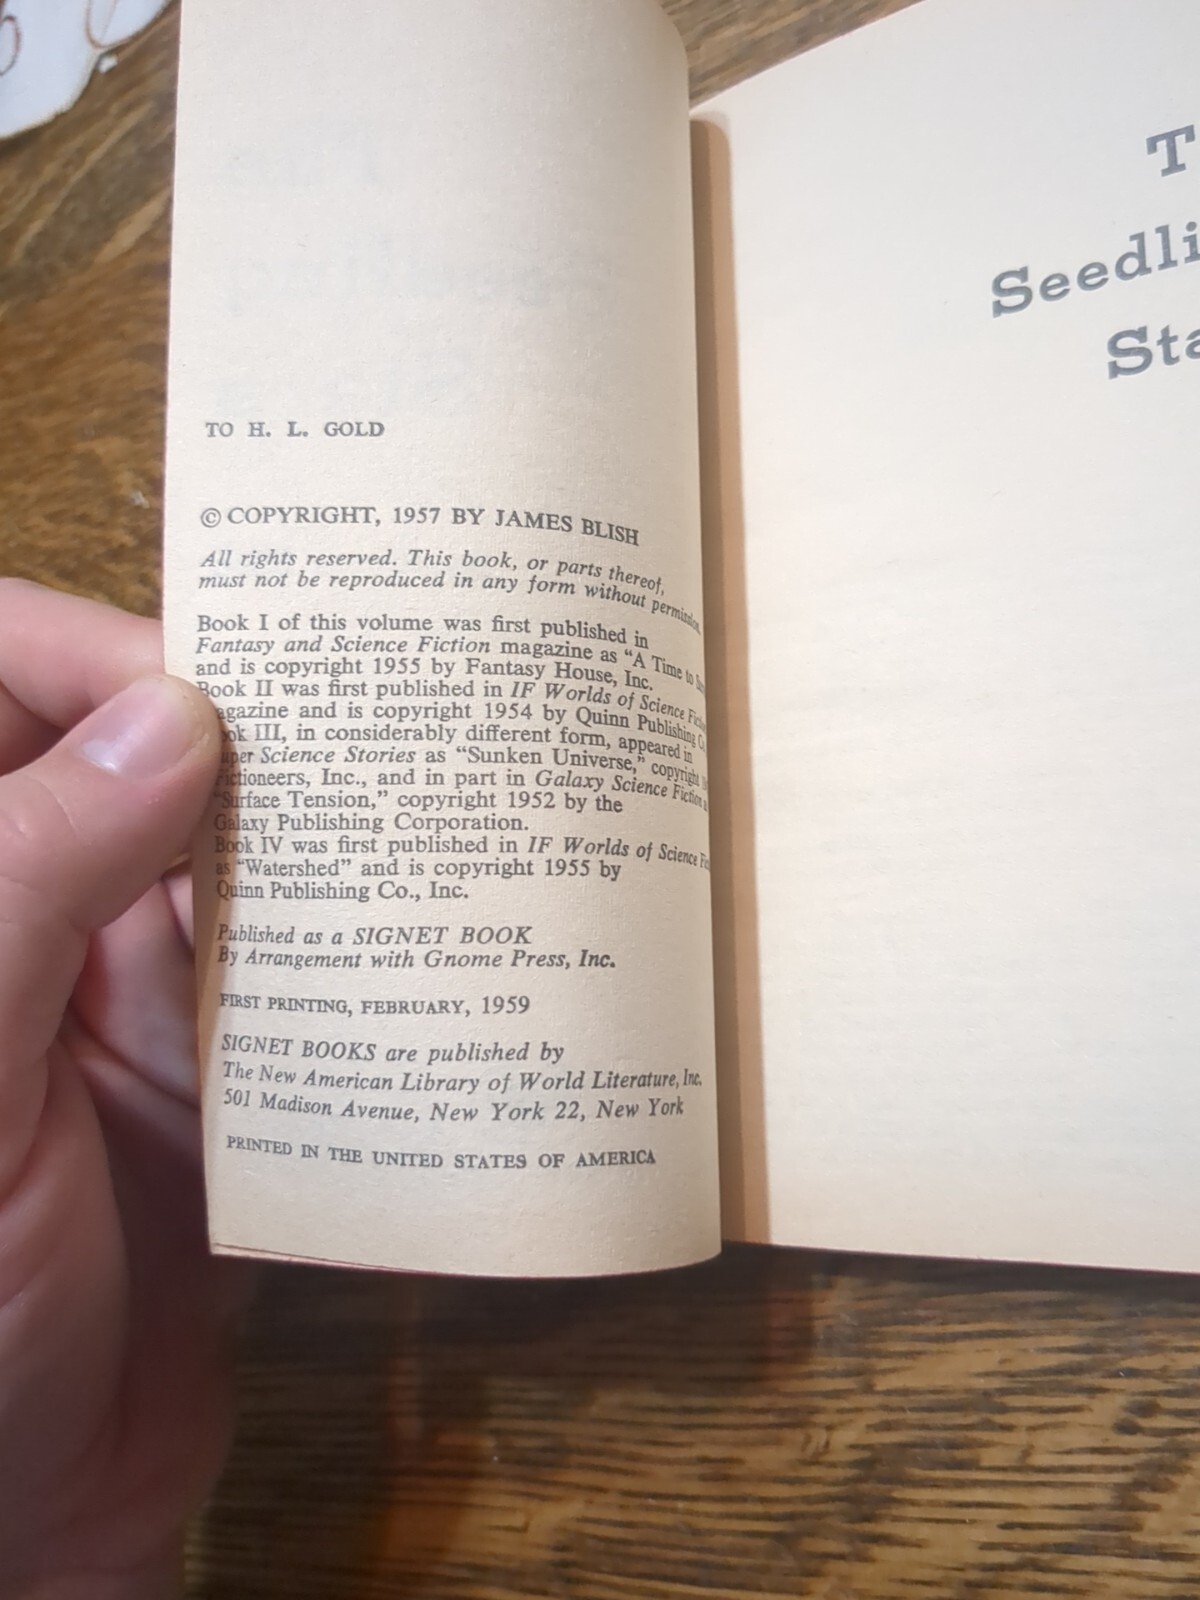 TO H. L. GOLD
© COPYRIGHT, 1957 BY JAMES BLISH
All rights reserved. This book, or parts thereof,
must not be reproduced in any form without permission.
Book I of this volume was first published in
Fantasy and Science Fiction magazine as "A Time to
and is copyright 1955 by Fantasy House, Inc.
Book II was first published in IF Worlds of Science
agazine and is copyright 1954 by Quinn Publishing
ok III, in considerably different form, appeared in
uper Science Stories as "Sunken Universe," copyright
Fictioneers, Inc., and in part in Galaxy Science Fiction
"Surface Tension," copyright 1952 by the
Galaxy Publishing Corporation.
Book IV was first published in IF Worlds of Science
as "Watershed" and is copyright 1955 by
Quinn Publishing Co., Inc.
Published as a SIGNET BOOK
By Arrangement with Gnome Press, Inc.
FIRST PRINTING, FEBRUARY, 1959
SIGNET BOOKS are published by
The New American Library of World Literature, Inc.
501 Madison Avenue, New York 22, New York
PRINTED IN THE UNITED STATES OF AMERICA
T
Seedli
Sta